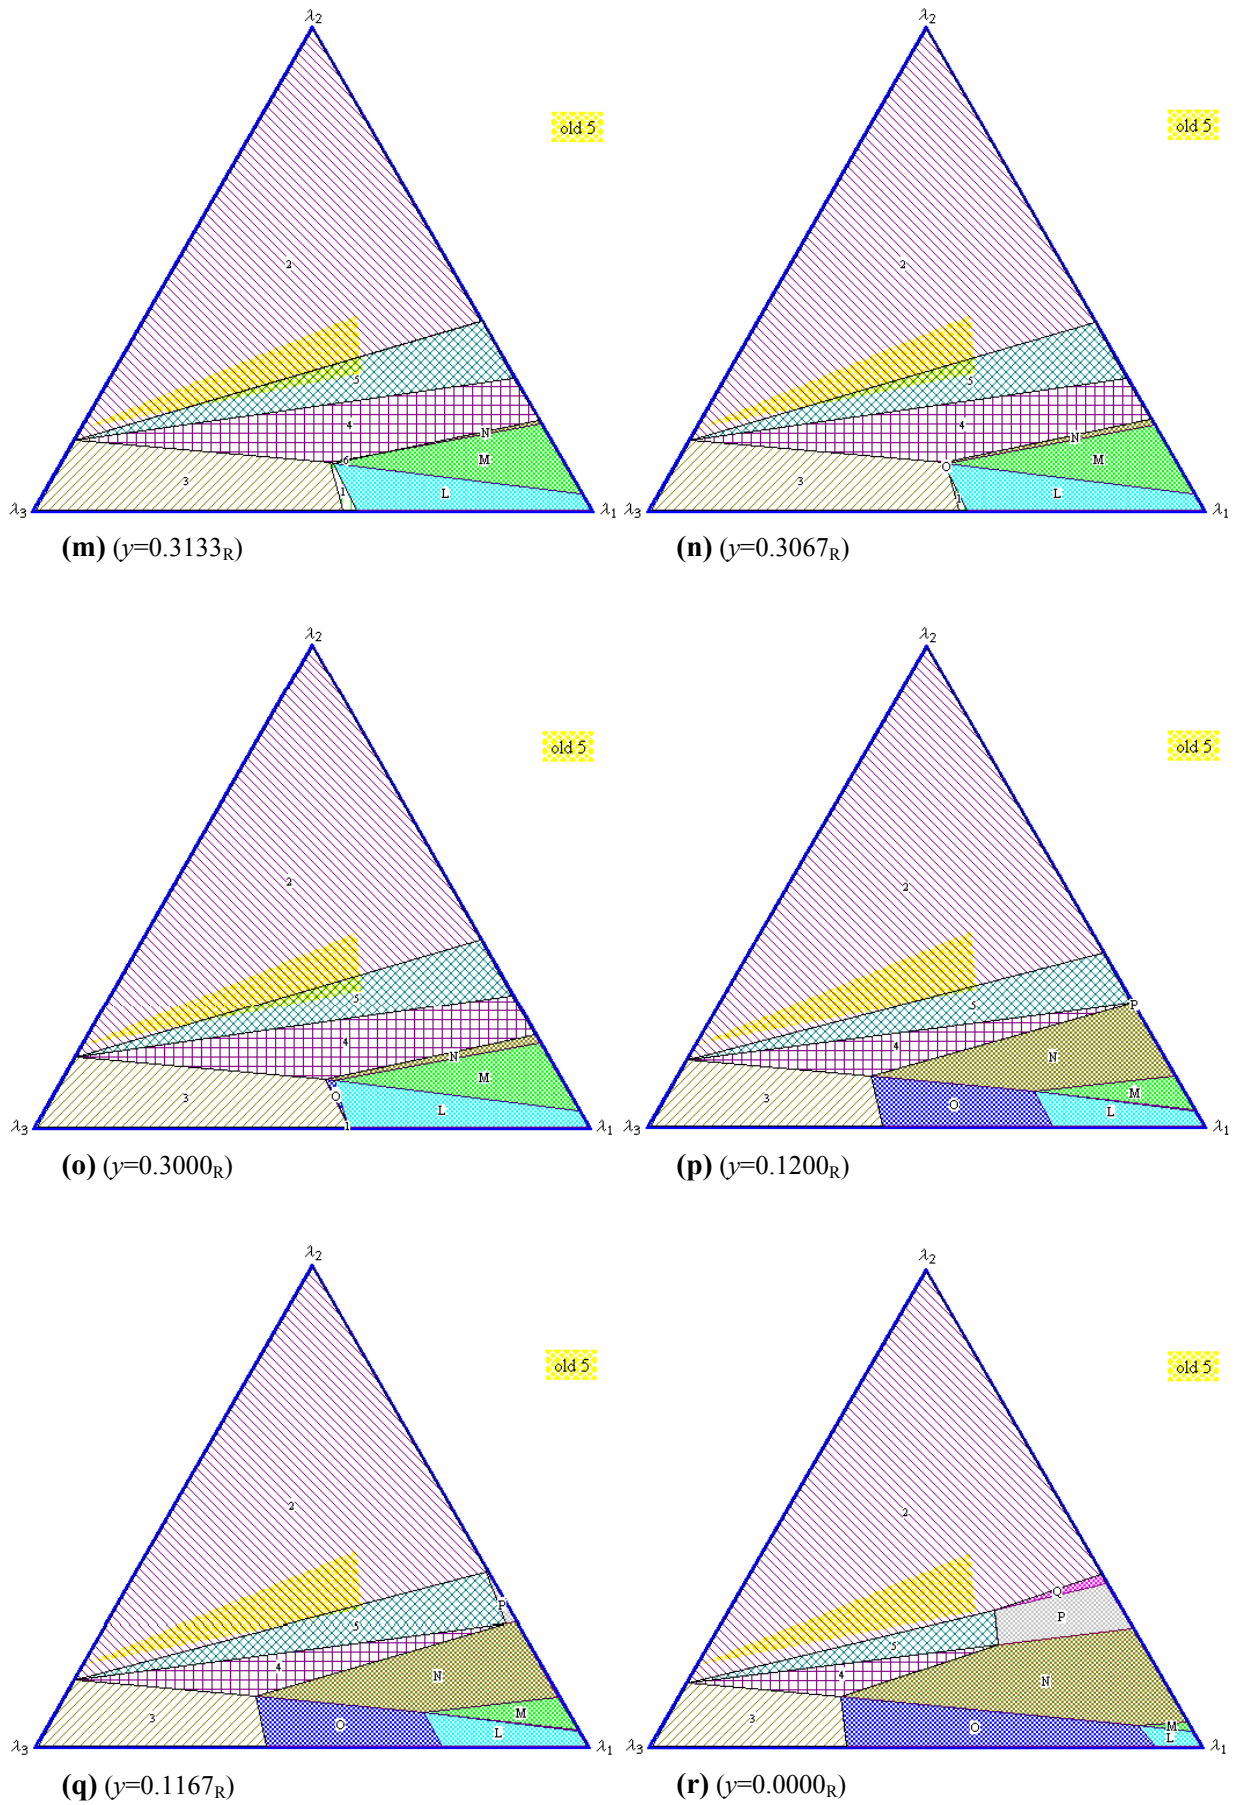 λ2 λ2
old 5 old 5
2 2
5 5
4 4
N N
6 O
M M
3 1 L 3 1 L
λ3 λ1 λ3 λ1
(m) (y=0.3133R) (n) (y=0.3067R)
λ2 λ2
old 5 old 5
2 2
5 5 P
4 N 4 N
M M
3 O L 3 O L
1
λ3 λ1 λ3 λ1
(o) (y=0.3000R) (p) (y=0.1200R)
λ2 λ2
old 5 old 5
2 2
P Q
5 5 P
4 N 4 N
3 O M 3 O M
L L
λ3 λ1 λ3 λ1
(q) (y=0.1167R) (r) (y=0.0000R)